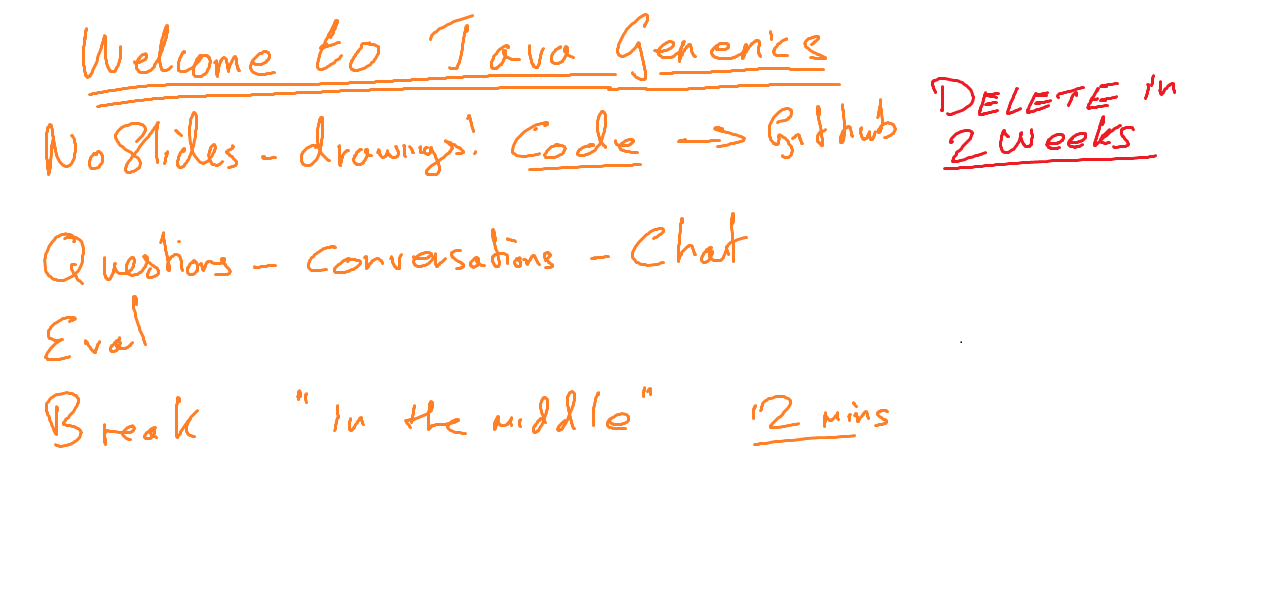 Welcome to Java Generics
No Slides - drawings! Code → Github
DELETE in
2 weeks
Questions - conversations - Chat
Eval
Break "In the middle" 12 mins